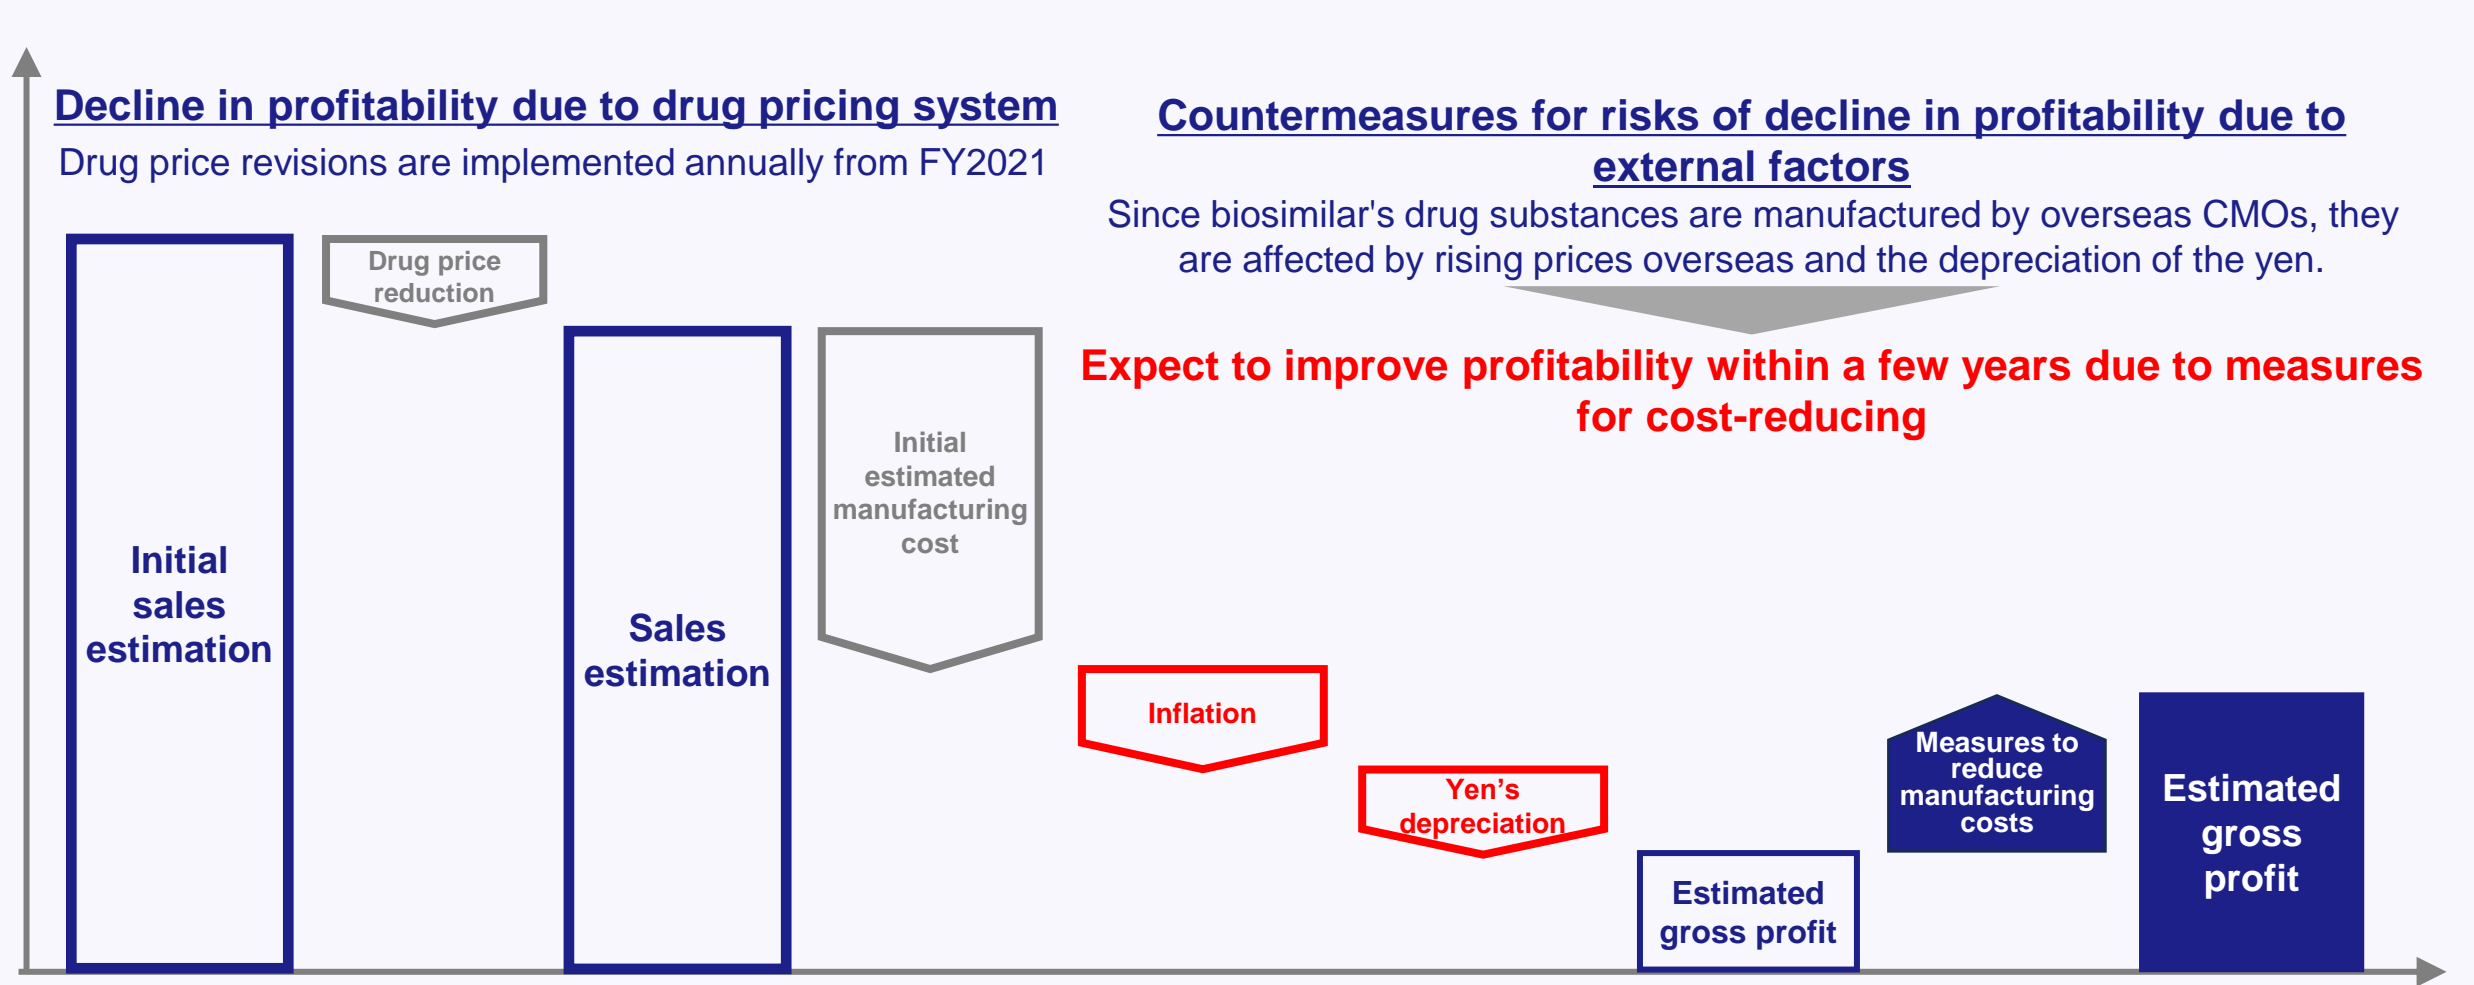 Decline in profitability due to drug pricing system
Drug price revisions are implemented annually from FY2021
Countermeasures for risks of decline in profitability due to
external factors
Since biosimilar's drug substances are manufactured by overseas CMOs, they
are affected by rising prices overseas and the depreciation of the yen.
Expect to improve profitability within a few years due to measures
for cost-reducing
Initial
sales
estimation
Drug price
reduction
Sales
estimation
Initial
estimated
manufacturing
cost
Inflation
Yen’s
depreciation
Estimated
gross profit
Measures to
reduce
manufacturing
costs
Estimated
gross
profit